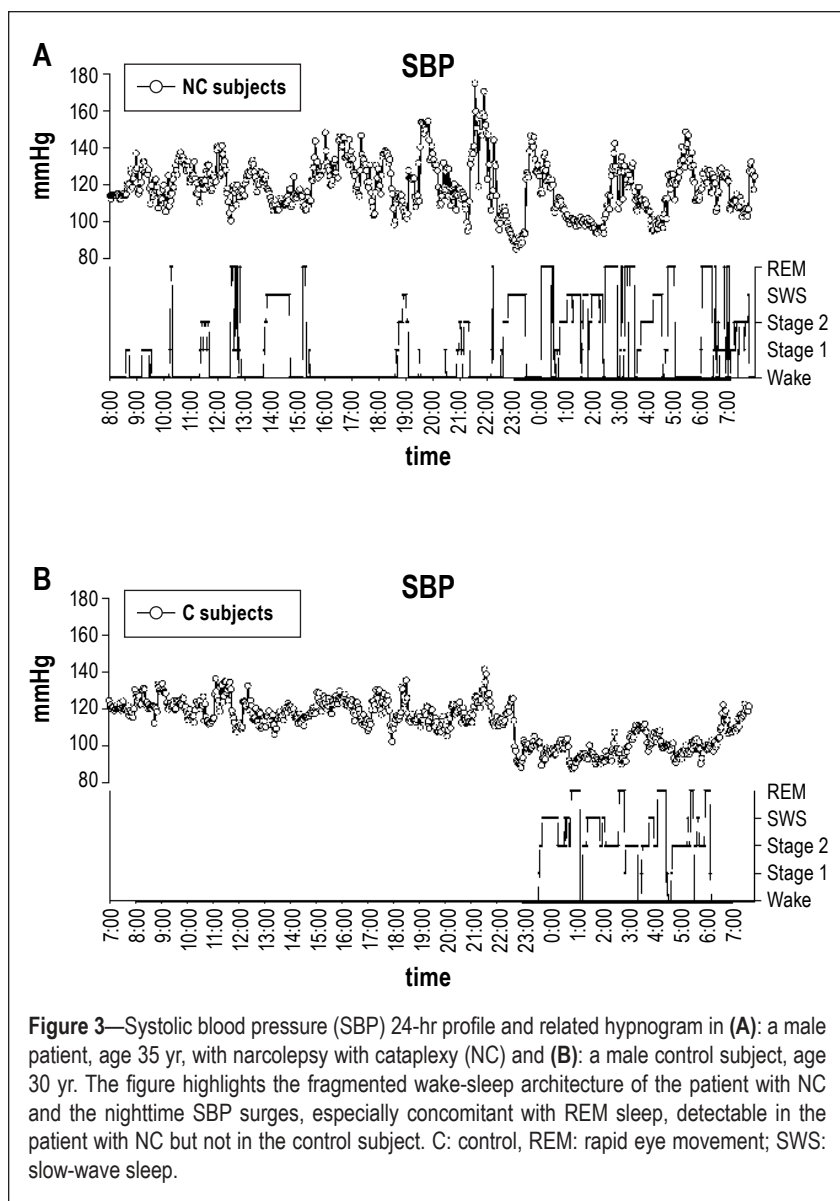 A
SBP
NC subjects
180
160
140
120
100
80
mmHg
REM
SWS
Stage 2
Stage 1
Wake
8:00
9:00
10:00
11:00
12:00
13:00
14:00
15:00
16:00
17:00
18:00
19:00
20:00
21:00
22:00
23:00
0:00
1:00
2:00
3:00
4:00
5:00
6:00
7:00
time
B
SBP
C subjects
180
160
140
120
100
80
mmHg
REM
SWS
Stage 2
Stage 1
Wake
7:00
8:00
9:00
10:00
11:00
12:00
13:00
14:00
15:00
16:00
17:00
18:00
19:00
20:00
21:00
22:00
23:00
0:00
1:00
2:00
3:00
4:00
5:00
6:00
7:00
time
Figure 3—Systolic blood pressure (SBP) 24-hr profile and related hypnogram in (A): a male
patient, age 35 yr, with narcolepsy with cataplexy (NC) and (B): a male control subject, age
30 yr. The figure highlights the fragmented wake-sleep architecture of the patient with NC
and the nighttime SBP surges, especially concomitant with REM sleep, detectable in the
patient with NC but not in the control subject. C: control, REM: rapid eye movement; SWS:
slow-wave sleep.